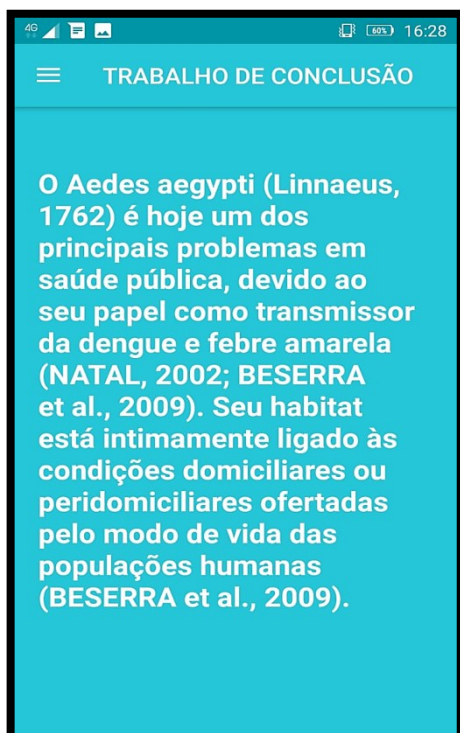 4G 60% 16:28
TRABALHO DE CONCLUSÃO
O Aedes aegypti (Linnaeus,
1762) é hoje um dos
principais problemas em
saúde pública, devido ao
seu papel como transmissor
da dengue e febre amarela
(NATAL, 2002; BESERRA
et al., 2009). Seu habitat
está intimamente ligado às
condições domiciliares ou
peridomiciliares ofertadas
pelo modo de vida das
populações humanas
(BESERRA et al., 2009).